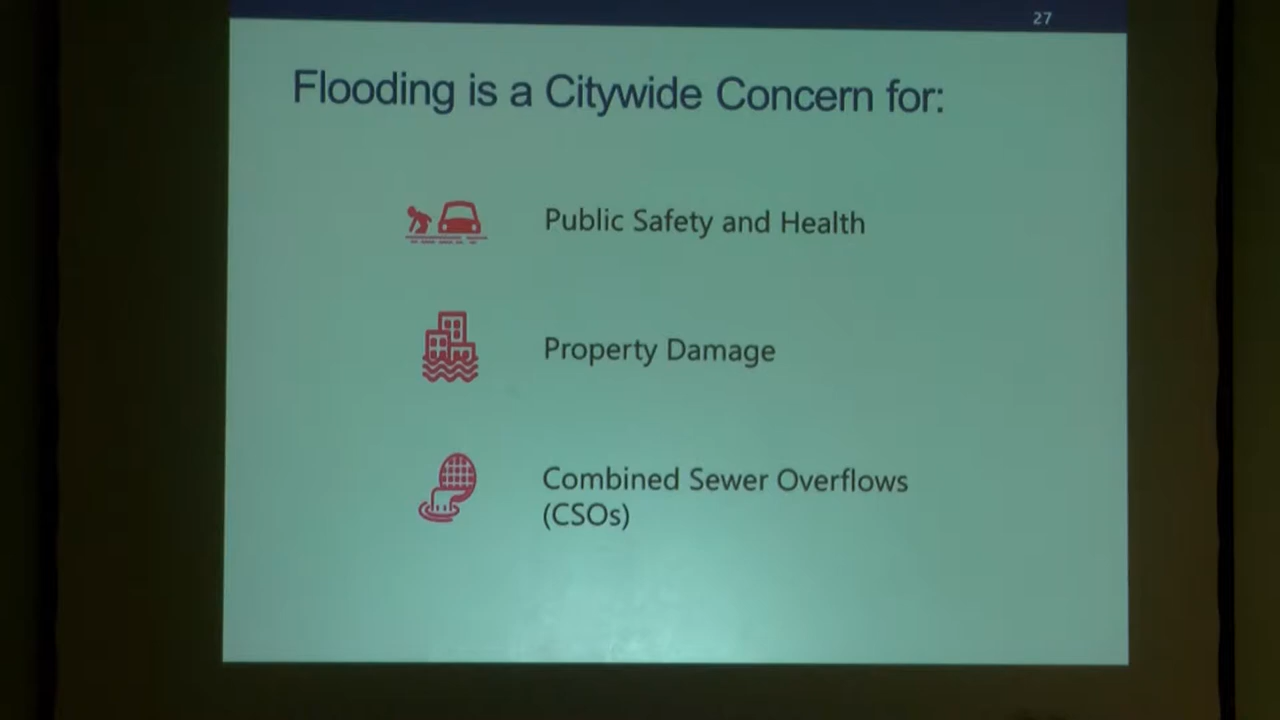 27
Flooding is a Citywide Concern for:
Public Safety and Health
Property Damage
Combined Sewer Overflows
(CSOs)